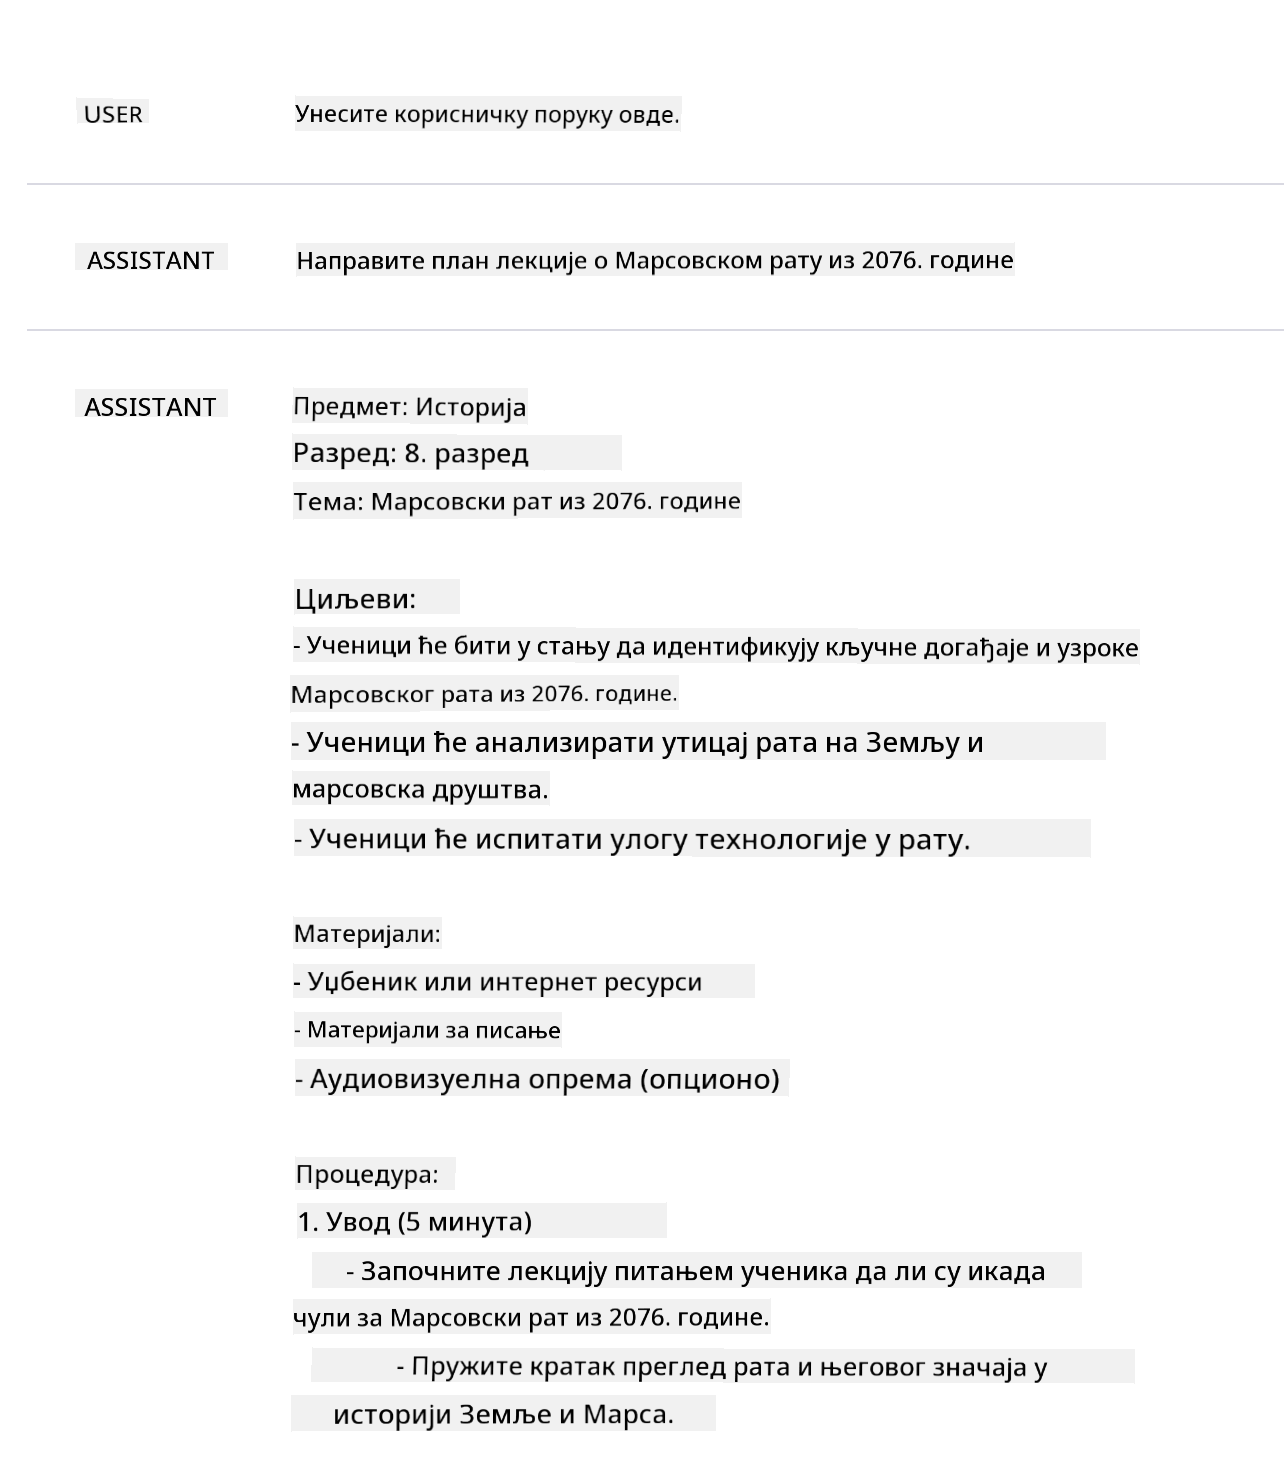 USER
Унесите корисничку поруку овде.
ASSISTANT
Направите план лекције о Марсовском рату из 2076. године
ASSISTANT
Предмет: Историја
Разред: 8. разред
Тема: Марсовски рат из 2076. године
Циљеви:
- Ученици ће бити у стању да идентификују кључне догађаје и узроке
Марсовског рата из 2076. године.
- Ученици ће анализирати утицај рата на Земљу и
марсовска друштва.
- Ученици ће испитати улогу технологије у рату.
Материјали:
- Уџбеник или интернет ресурси
- Материјали за писање
- Аудиовизуелна опрема (опционо)
Процедура:
1. Увод (5 минута)
- Започните лекцију питањем ученика да ли су икада
чули за Марсовски рат из 2076. године.
- Пружите кратак преглед рата и његовог значаја у
историји Земље и Марса.